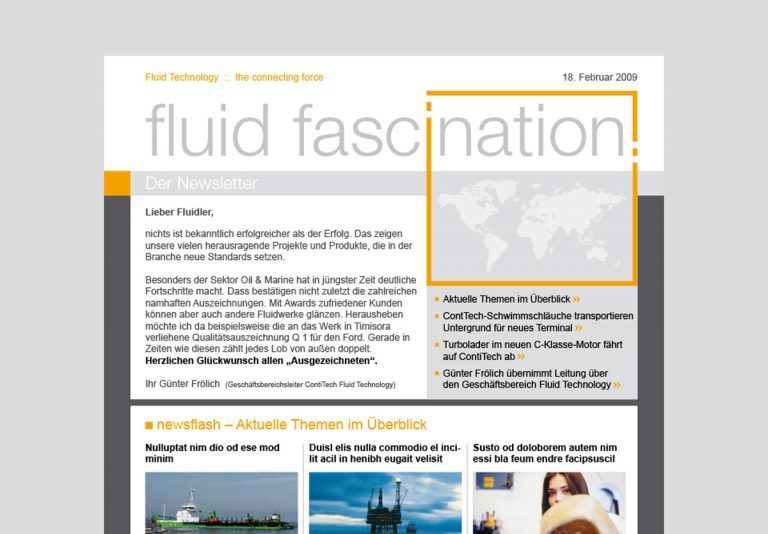 Fluid Technology :: the connecting force
18. Februar 2009
fluid fascination
Der Newsletter
Lieber Fluidler,
nichts ist bekanntlich erfolgreicher als der Erfolg. Das zeigen
unsere vielen herausragende Projekte und Produkte, die in der
Branche neue Standards setzen.
Besonders der Sektor Oil & Marine hat in jüngster Zeit deutliche
Fortschritte macht. Dass bestätigen nicht zuletzt die zahlreichen
namhaften Auszeichnungen. Mit Awards zufriedener Kunden
können aber auch andere Fluidwerke glänzen. Herausheben
möchte ich da beispielsweise die an das Werk in Timisora
verliehene Qualitätsauszeichnung Q 1 für den Ford. Gerade in
Zeiten wie diesen zählt jedes Lob von außen doppelt.
Herzlichen Glückwunsch allen „Ausgezeichneten“.
Ihr Günter Frölich (Geschäftsbereichsleiter ContiTech Fluid Technology)
Aktuelle Themen im Überblick >>
ContTech-Schwimmschläuche transportieren
Untergrund für neues Terminal >>
Turbolader im neuen C-Klasse-Motor fährt
auf ContiTech ab >>
Günter Frölich übernimmt Leitung über
den Geschäftsbereich Fluid Technology >>
newsflash – Aktuelle Themen im Überblick
Nulluptat nim dio od ese mod
minim
Duisl elis nulla commodio el inci-
lit acil in henibh eugait velisit
Susto od doloborem autem nim
essi bla feum endre facipsuscil